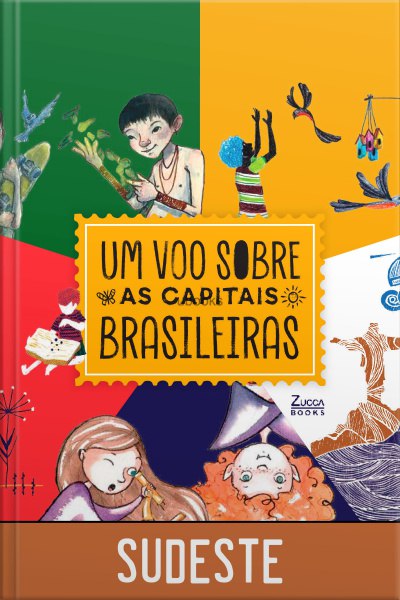 UM VOO SOBRE
AS CAPITAIS
BRASILEIRAS
ZUCCA
BOOKS
SUDESTE